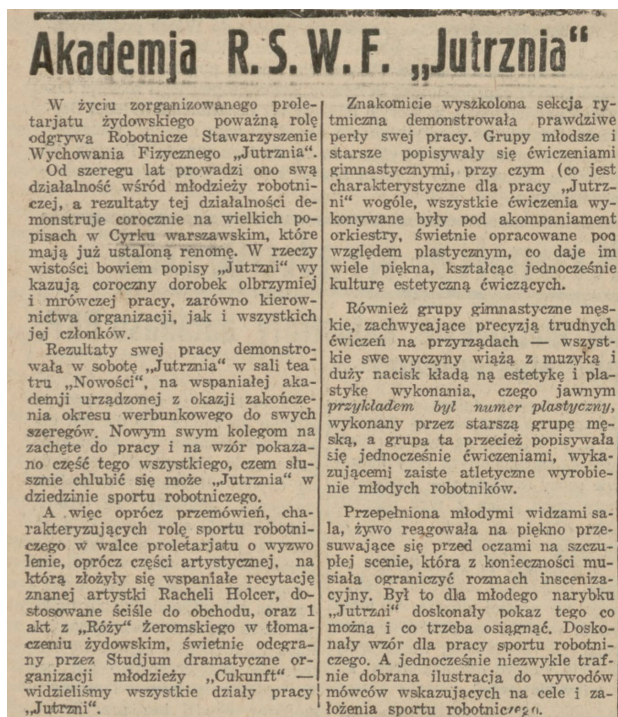 Akademja R. S. W. F. „Jutrznia“
W życiu zorganizowanego prole-
tarjatu żydowskiego poważną rolę
odgrywa Robotnicze Stawarzyszenie
Wychowania Fizycznego „Jutrznia“.
Od szeregu lat prowadzi ono swą
działalność wśród młodzieży robotni-
czej, a rezultaty tej działalności de-
monstruje corocznie na wielkich po-
pisach w Cyrku warszawskim, które
mają już ustaloną renomę. W rzeczy
wistości bowiem popisy „Jutrzni“ wy
kazują coroczny dorobek olbrzymiej
i mrówczej pracy, zarówno kierow-
nictwa organizacji, jak i wszystkich
jej członków.
Rezultaty swej pracy demonstro-
wała w sobotę „Jutrznia“ w sali tea
tru „Nowości“, na wspaniałej aka-
demji urządzonej z okazji zakończe-
nia okresu werbunkowego do swych
szeregów. Nowym swym kolegom na
zachętę do pracy i na wzór pokaza-
no część tego wszystkiego, czem słu-
sznie chlubić się może „Jutrznia“ w
dziedzinie sportu robotniczego.
A więc oprócz przemówień, cha-
rakteryzujących rolę sportu robotni-
czego w walce proletarjatu o wyzwo
lenie, oprócz części artystycznej, na
którą złożyły się wspaniałe recytację
znanej artystki Racheli Holcer, do-
stosowane ściśle do obchodu, oraz 1
akt z „Róży“ Żeromskiego w tłoma-
czeniu żydowskim, świetnie odegra-
ny przez Studjum dramatyczne or-
ganizacji młodzieży „Cukunft“ —
widzieliśmy wszystkie działy pracy
„Jutrzni“.
Znakomicie wyszkolona sekcja ry-
tmiczna demonstrowała prawdziwe
perły swej pracy. Grupy młodsze i
starsze popisywały się ćwiczeniami
gimnastycznymi, przy czym (co jest
charakterystyczne dla pracy „Jutrz-
ni“ wogóle, wszystkie ćwiczenia wy-
konywane były pod akompaniament
orkiestry, świetnie opracowane pod
względem plastycznym, co daje im
wiele piękna, kształcąc jednocześnie
kulturę estetyczną ćwiczących.
Również grupy gimnastyczne męs-
kie, zachwycające precyzją trudnych
ćwiczeń na przyrządach — wszyst-
kie swe wyczyny wiążą z muzyką i
duży nacisk kładą na estetykę i pla-
stykę wykonania, czego jawnym
przykładem był numer plastyczny,
wykonany przez starszą grupę mę-
ską, a grupa ta przecież popisywała
się jednocześnie ćwiczeniami, wyka-
zującemi zaiste atletyczne wyrobie-
nie młodych robotników.
Przepełniona młodymi widzami sa-
la, żywo reagowała na piękno prze-
suwające się przed oczami na szczu-
płej scenie, która z konieczności mu-
siała ograniczyć rozmach inscenizа-
cyjny. Był to dla młodego narybku
„Jutrzni“ doskonały pokaz tego co
można i co trzeba osiągnąć. Dosko-
nały wzór dla pracy sportu robotni-
czego. A jednocześnie niezwykle traf-
nie dobrana ilustracja do wywodów
mówców wskazujących na cele i za-
łożenia sportu robotniczego.